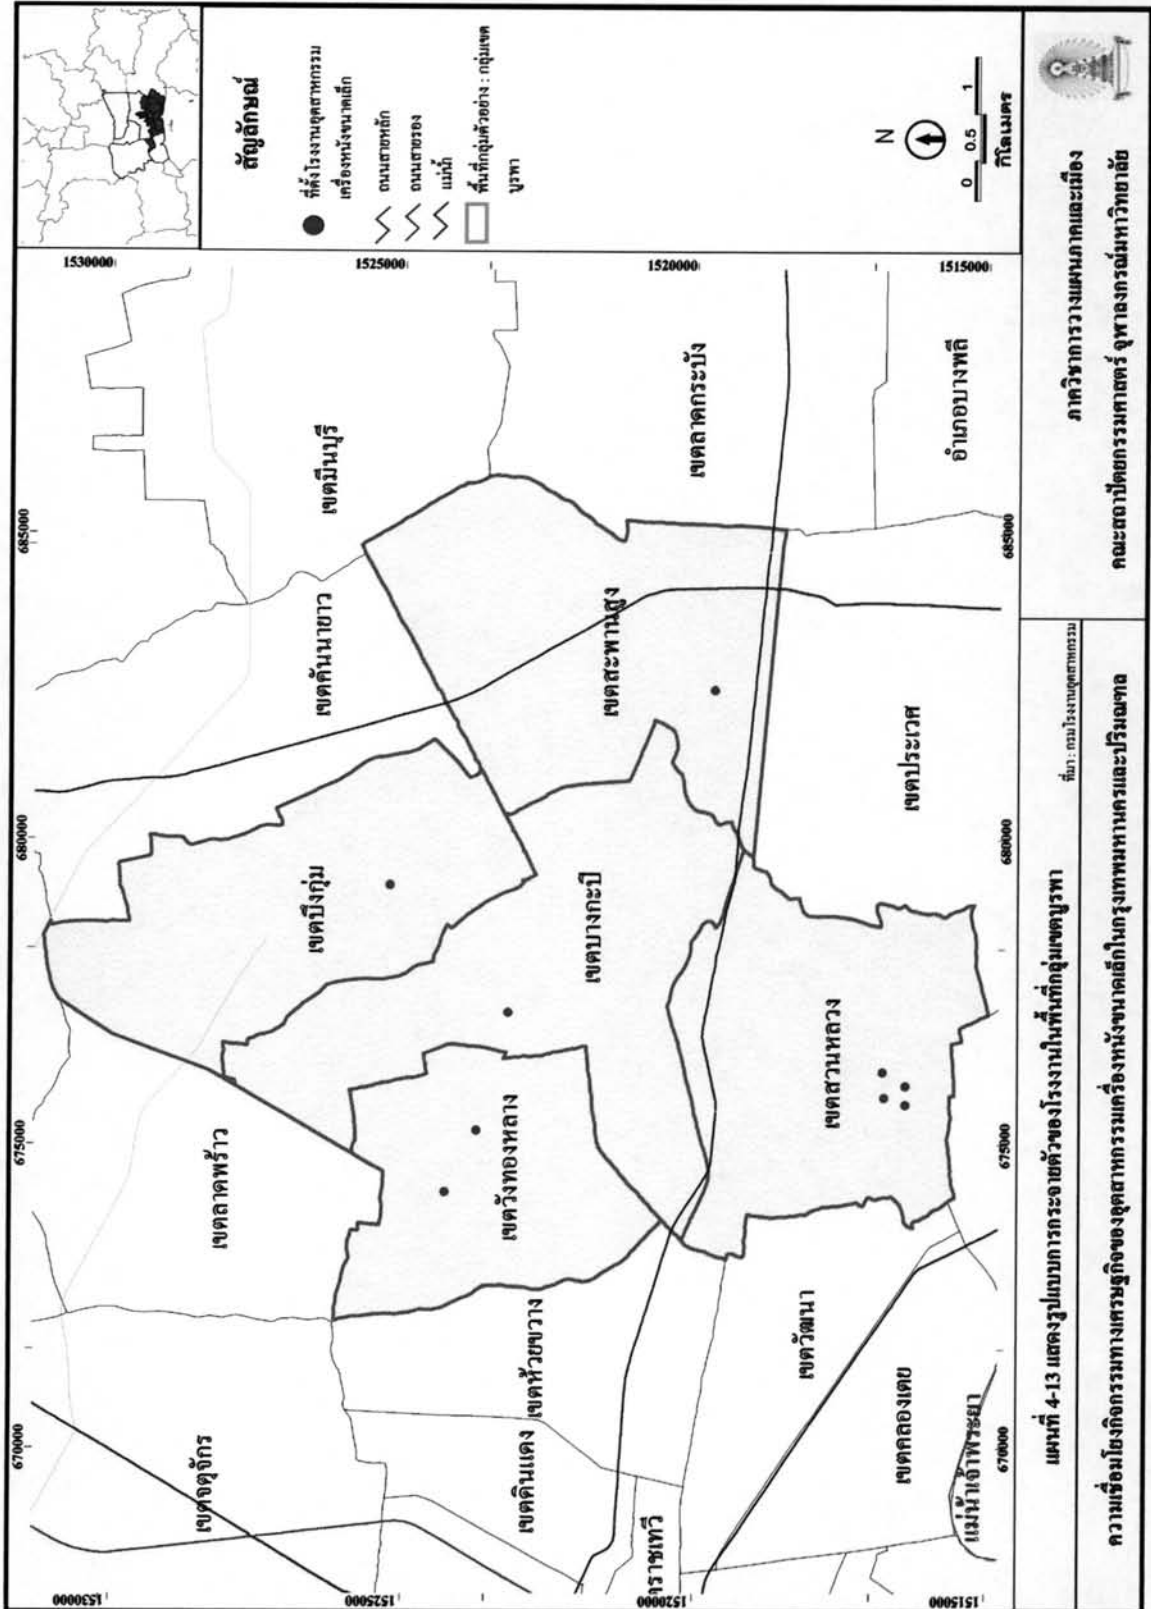 สัญลักษณ์
ที่ตั้งโรงงานอุตสาหกรรม
เครื่องหนังขนาดเล็ก
ถนนสายหลัก
ถนนสายรอง
แม่น้ำ
พื้นที่กลุ่มตัวอย่าง : กลุ่มเขต
บูรพา
N
0 0.5 1
กิโลเมตร
670000 675000 680000 685000
1530000
1530000
1525000
1525000
1520000
1520000
1515000
1515000
670000 675000 680000 685000
เขตจตุจักร
เขตลาดพร้าว
เขตบึงกุ่ม
เขตคันนายาว
เขตมีนบุรี
เขตดินแดง
เขตห้วยขวาง
เขตวังทองหลาง
เขตบางกะปิ
เขตสะพานสูง
เขตลาดกระบัง
ราชเทวี
เขตวัฒนา
เขตสวนหลวง
เขตประเวศ
อำเภอบางพลี
เขตคลองเตย
แม่น้ำเจ้าพระยา
แผนที่ 4-13 แสดงรูปแบบการกระจายตัวของโรงงานในพื้นที่กลุ่มเขตบูรพา
ที่มา : กรมโรงงานอุตสาหกรรม
ความเชื่อมโยงกิจกรรมทางเศรษฐกิจของอุตสาหกรรมเครื่องหนังขนาดเล็กในกรุงเทพมหานครและปริมณฑล
ภาควิชาการวางแผนภาคและเมือง
คณะสถาปัตยกรรมศาสตร์ จุฬาลงกรณ์มหาวิทยาลัย